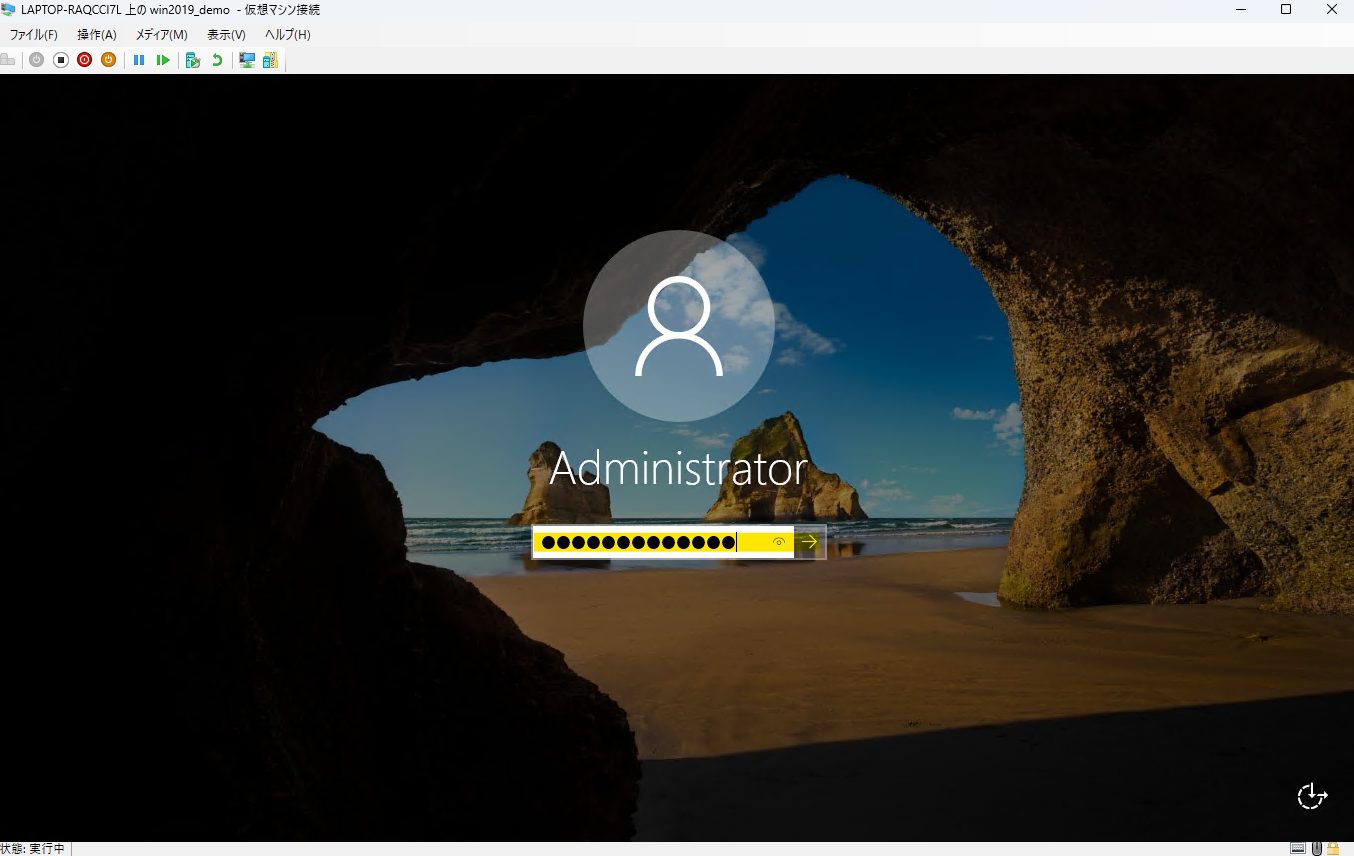 LAPTOP-RAQCCI7L 上の win2019_demo - 仮想マシン接続
ファイル(F) 操作(A) メディア(M) 表示(V) ヘルプ(H)
Administrator
状態: 実行中